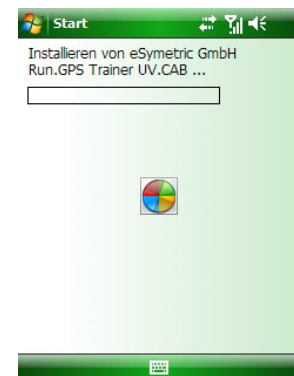 Start
Installieren von eSymetric GmbH
Run.GPS Trainer UV.CAB ...